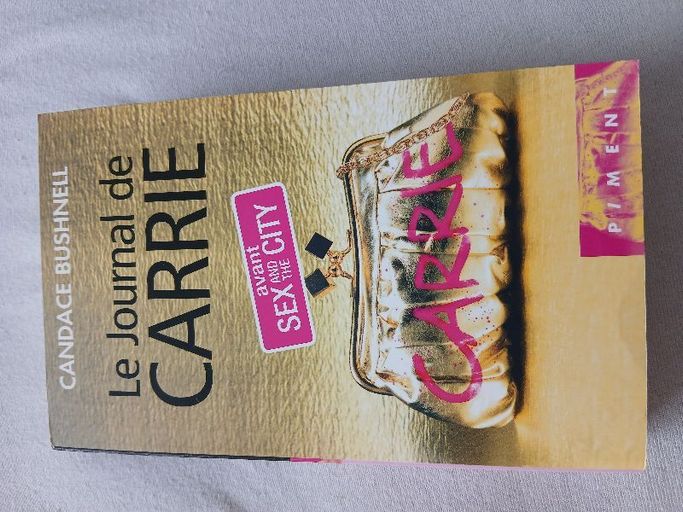 CANDACE BUSHNELL
Le Journal de
CARRIE
avant
SEX AND THE CITY
CARRIE
PIMENT